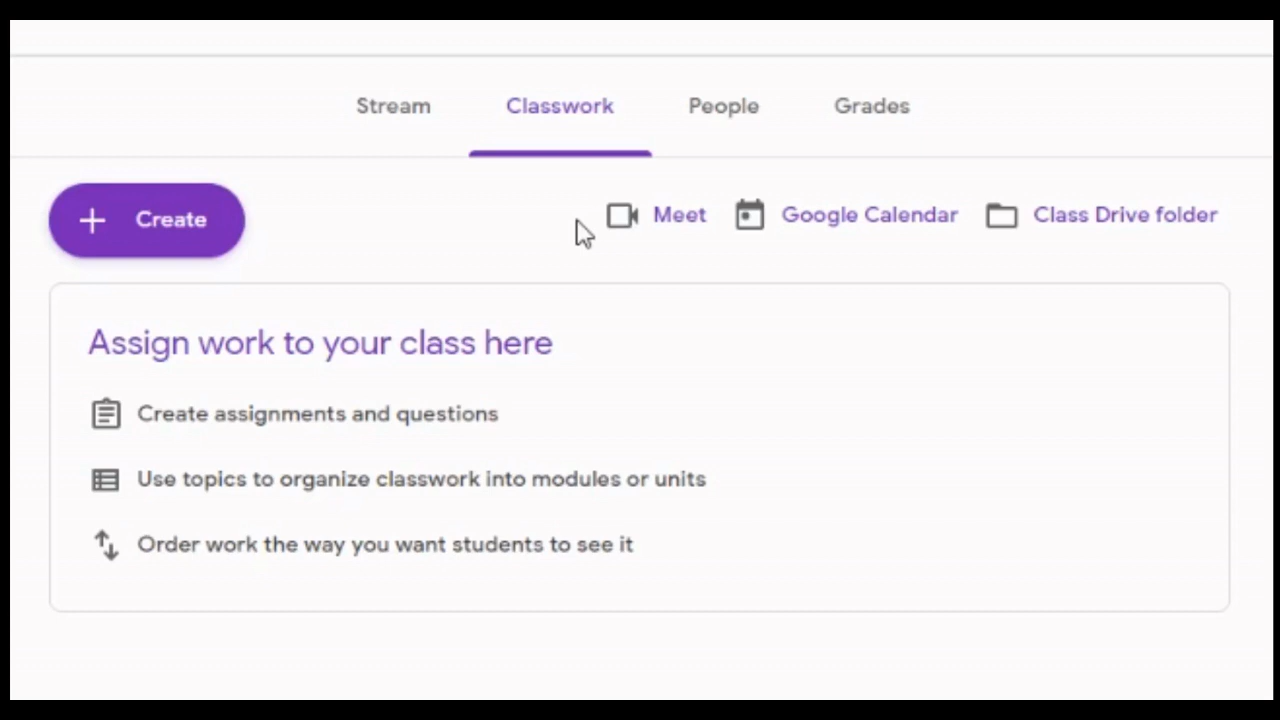 Stream Classwork People Grades
+ Create
Meet Google Calendar Class Drive folder
Assign work to your class here
Create assignments and questions
Use topics to organize classwork into modules or units
Order work the way you want students to see it